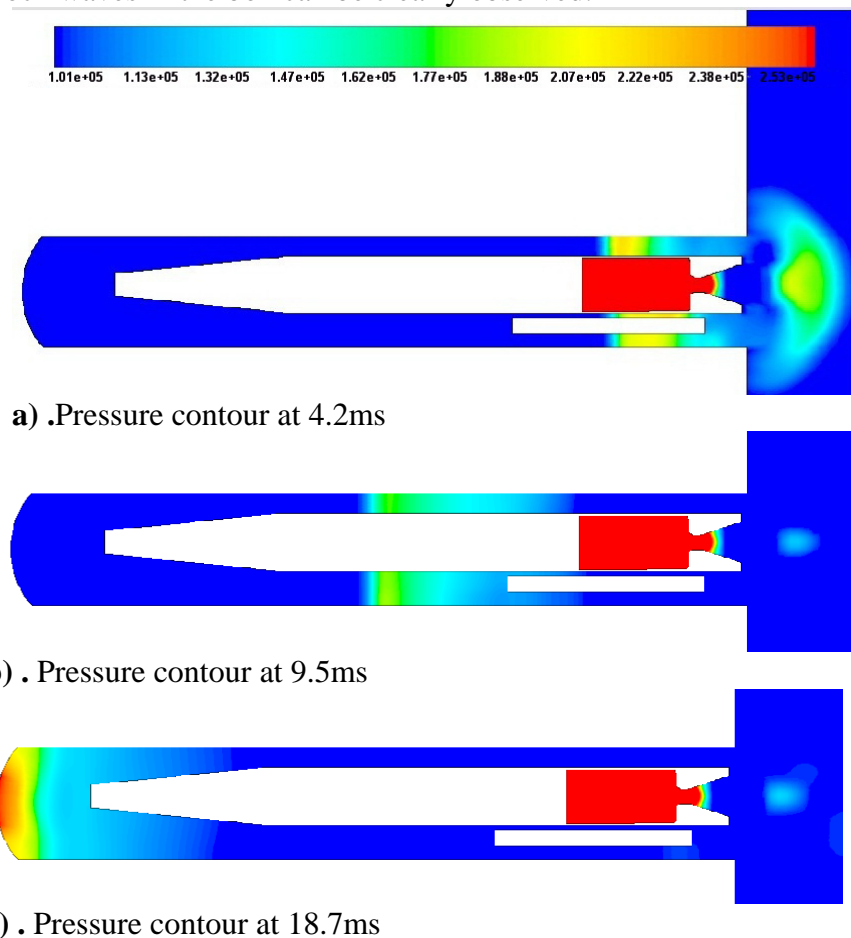 1.01e+05 1.13e+05 1.32e+05 1.47e+05 1.62e+05 1.77e+05 1.88e+05 2.07e+05 2.22e+05 2.38e+05 2.53e+05
a) .Pressure contour at 4.2ms
) . Pressure contour at 9.5ms
) . Pressure contour at 18.7ms